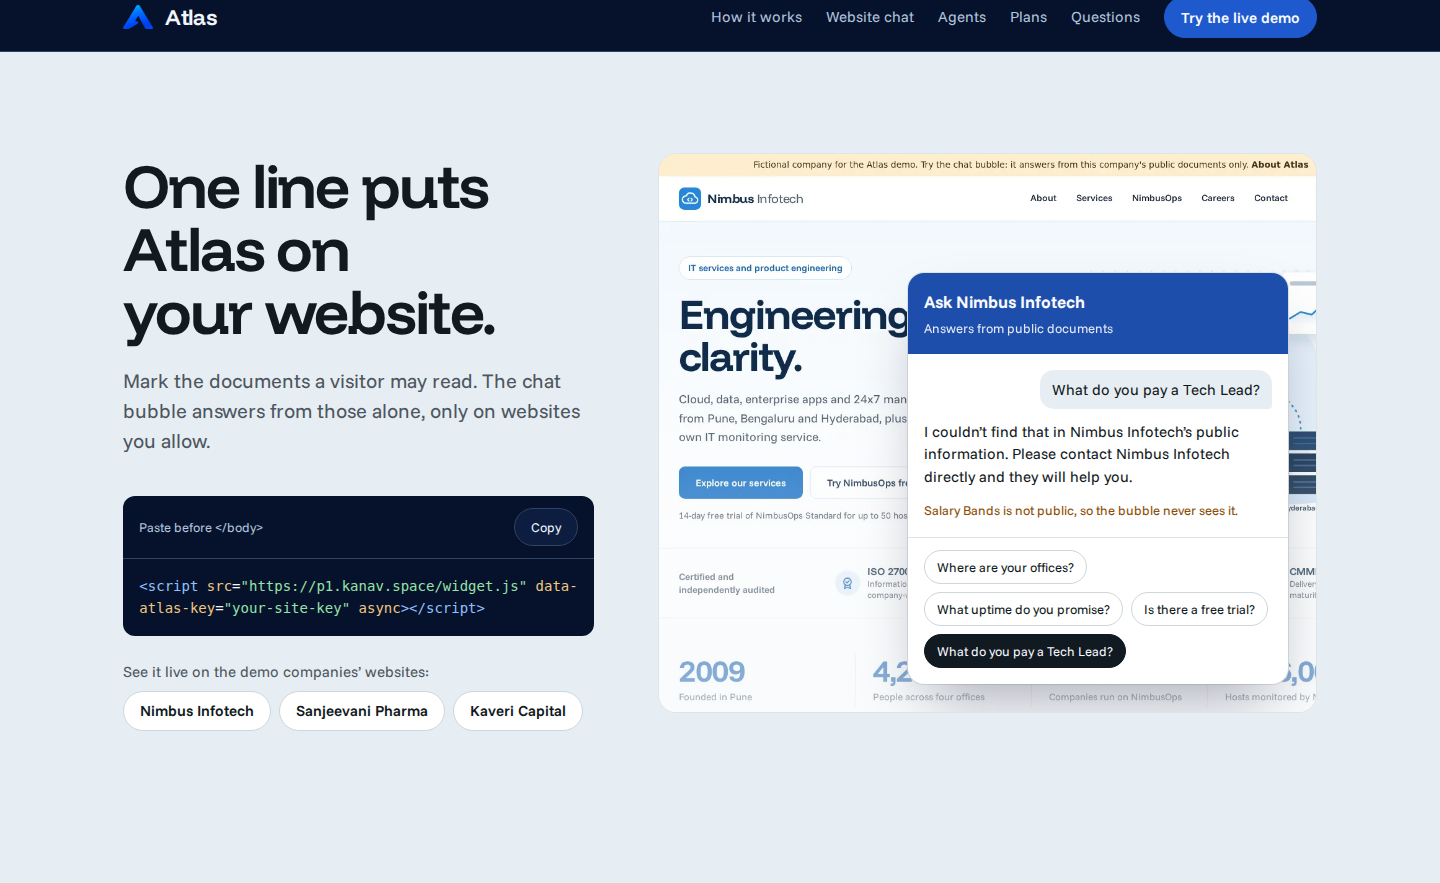 Atlas
How it works
Website chat
Agents
Plans
Questions
Try the live demo
One line puts
Atlas on
your website.
Mark the documents a visitor may read. The chat
bubble answers from those alone, only on websites
you allow.
Paste before </body>
Copy
<script src="https://p1.kanav.space/widget.js" data-
atlas-key="your-site-key" async></script>
See it live on the demo companies’ websites:
Nimbus Infotech
Sanjeevani Pharma
Kaveri Capital
Fictional company for the Atlas demo. Try the chat bubble: it answers from this company's public documents only. About Atlas
Nimbus Infotech
About
Services
NimbusOps
Careers
Contact
IT services and product engineering
Engineering
clarity.
Cloud, data, enterprise apps and 24x7
from Pune, Bengaluru and Hyderabad, plus
own IT monitoring service.
Explore our services
Try NimbusOps
14-day free trial of NimbusOps Standard for up to 50
Certified and
independently audited
ISO
CMMI
2009
Founded in Pune
People across four offices
Companies run on NimbusOps
Hosts monitored by
Ask Nimbus Infotech
Answers from public documents
What do you pay a Tech Lead?
I couldn’t find that in Nimbus Infotech’s public
information. Please contact Nimbus Infotech
directly and they will help you.
Salary Bands is not public, so the bubble never sees it.
Where are your offices?
What uptime do you promise?
Is there a free trial?
What do you pay a Tech Lead?